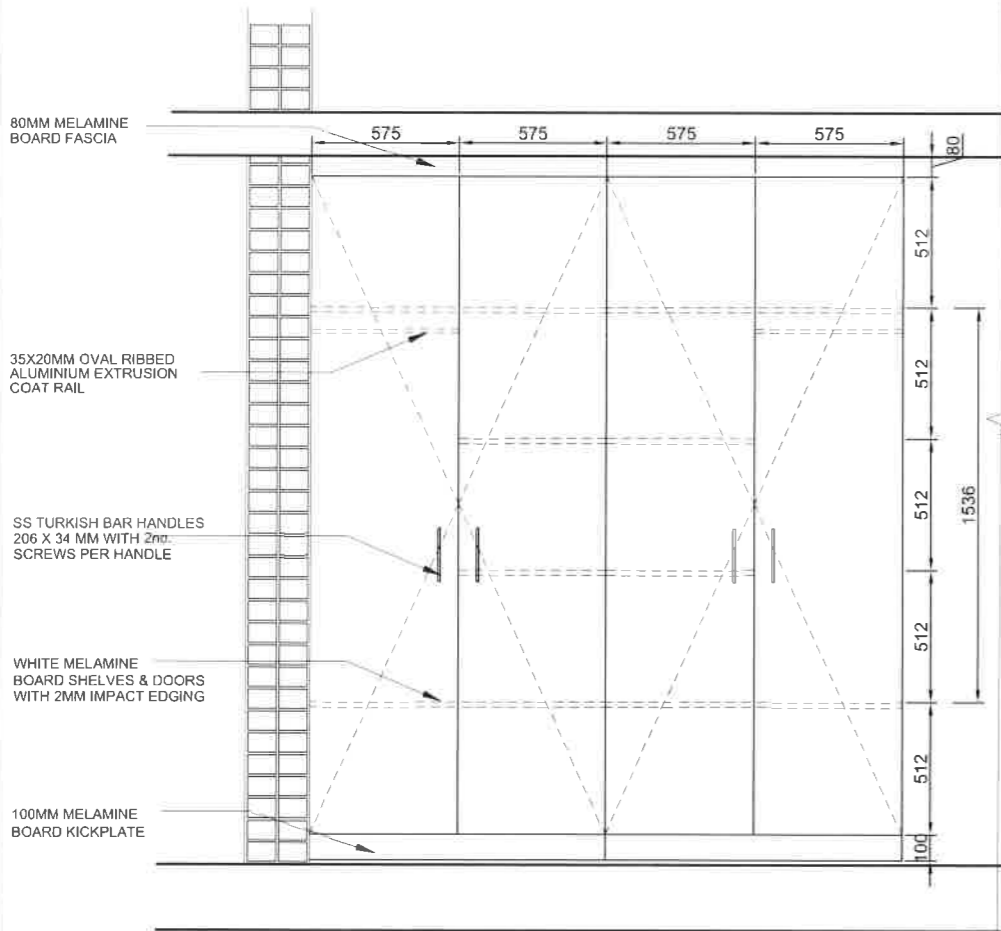 80MM MELAMINE
BOARD FASCIA
575
575
575
575
80
512
512
35X20MM OVAL RIBBED
ALUMINIUM EXTRUSION
COAT RAIL
512
1536
SS TURKISH BAR HANDLES
206 X 34 MM WITH 2no.
SCREWS PER HANDLE
512
WHITE MELAMINE
BOARD SHELVES & DOORS
WITH 2MM IMPACT EDGING
512
100MM MELAMINE
BOARD KICKPLATE
100